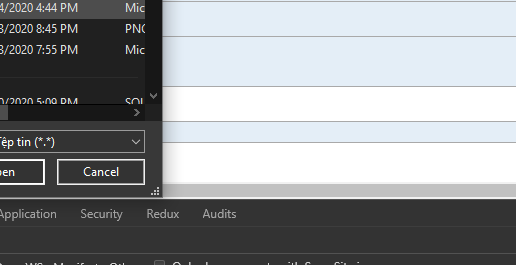 4/2020 4:44 PM Mic
8/2020 8:45 PM PNG
8/2020 7:55 PM Mic
0/2020 5:09 PM SQL
Tệp tin (*.*)
pen Cancel
Application Security Redux Audits